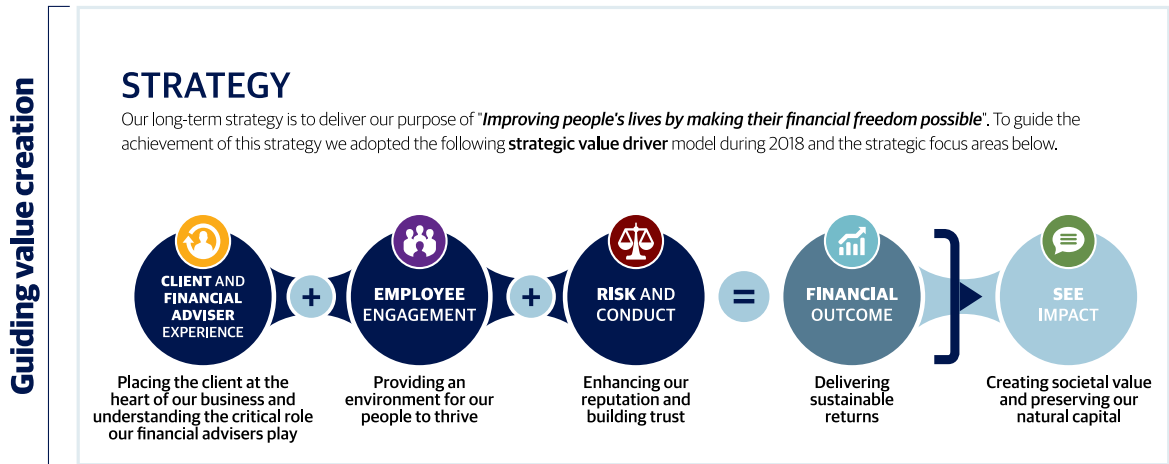 Guiding value creation
STRATEGY
Our long-term strategy is to deliver our purpose of "Improving people's lives by making their financial freedom possible". To guide the
achievement of this strategy we adopted the following strategic value driver model during 2018 and the strategic focus areas below.
CLIENT AND
FINANCIAL
ADVISER
EXPERIENCE
+
EMPLOYEE
ENGAGEMENT
+
RISK AND
CONDUCT
=
FINANCIAL
OUTCOME
SEE
IMPACT
Placing the client at the
heart of our business and
understanding the critical role
our financial advisers play
Providing an
environment for our
people to thrive
Enhancing our
reputation and
building trust
Delivering
sustainable
returns
Creating societal value
and preserving our
natural capital